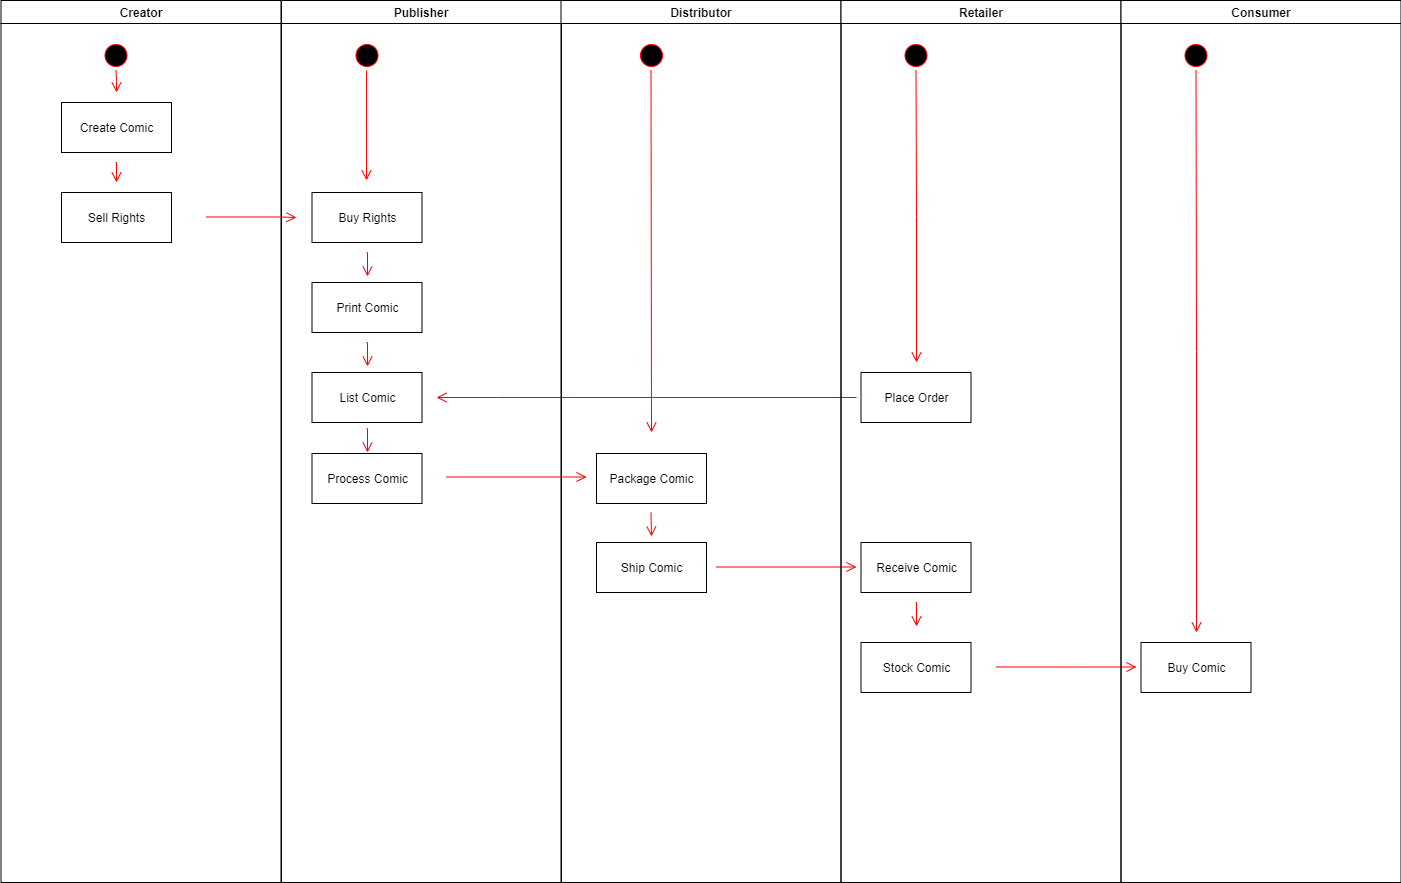 Creator
Publisher
Distributor
Retailer
Consumer
Create Comic
Sell Rights
Buy Rights
Print Comic
List Comic
Place Order
Process Comic
Package Comic
Ship Comic
Receive Comic
Stock Comic
Buy Comic